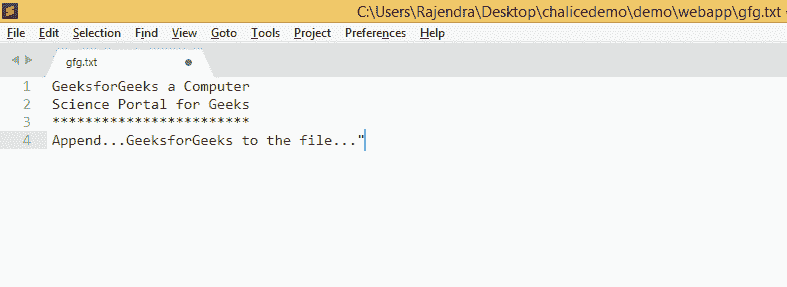 C:\Users\Rajendra\Desktop\chalicedemo\demo\webapp\gfg.txt
File Edit Selection Find View Goto Tools Project Preferences Help
gfg.txt
1 GeeksforGeeks a Computer
2 Science Portal for Geeks
3 ************************
4 Append...GeeksforGeeks to the file..."